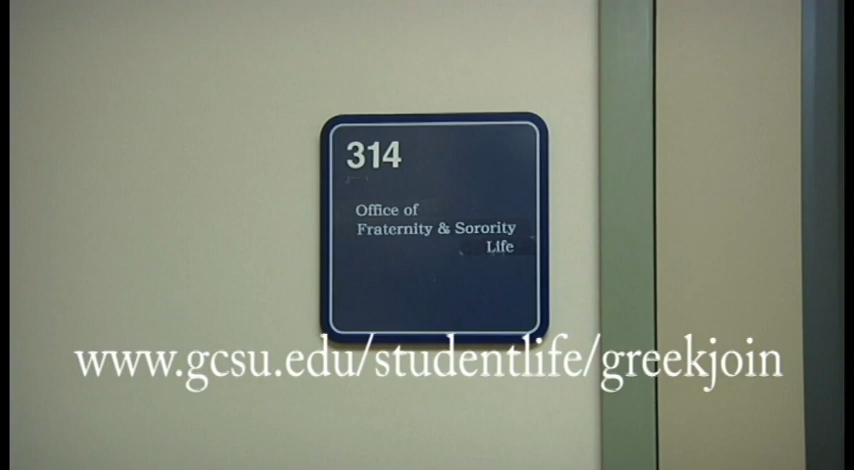 314
Office of
Fraternity & Sorority
Life
www.gcsu.edu/studentlife/greekjoin